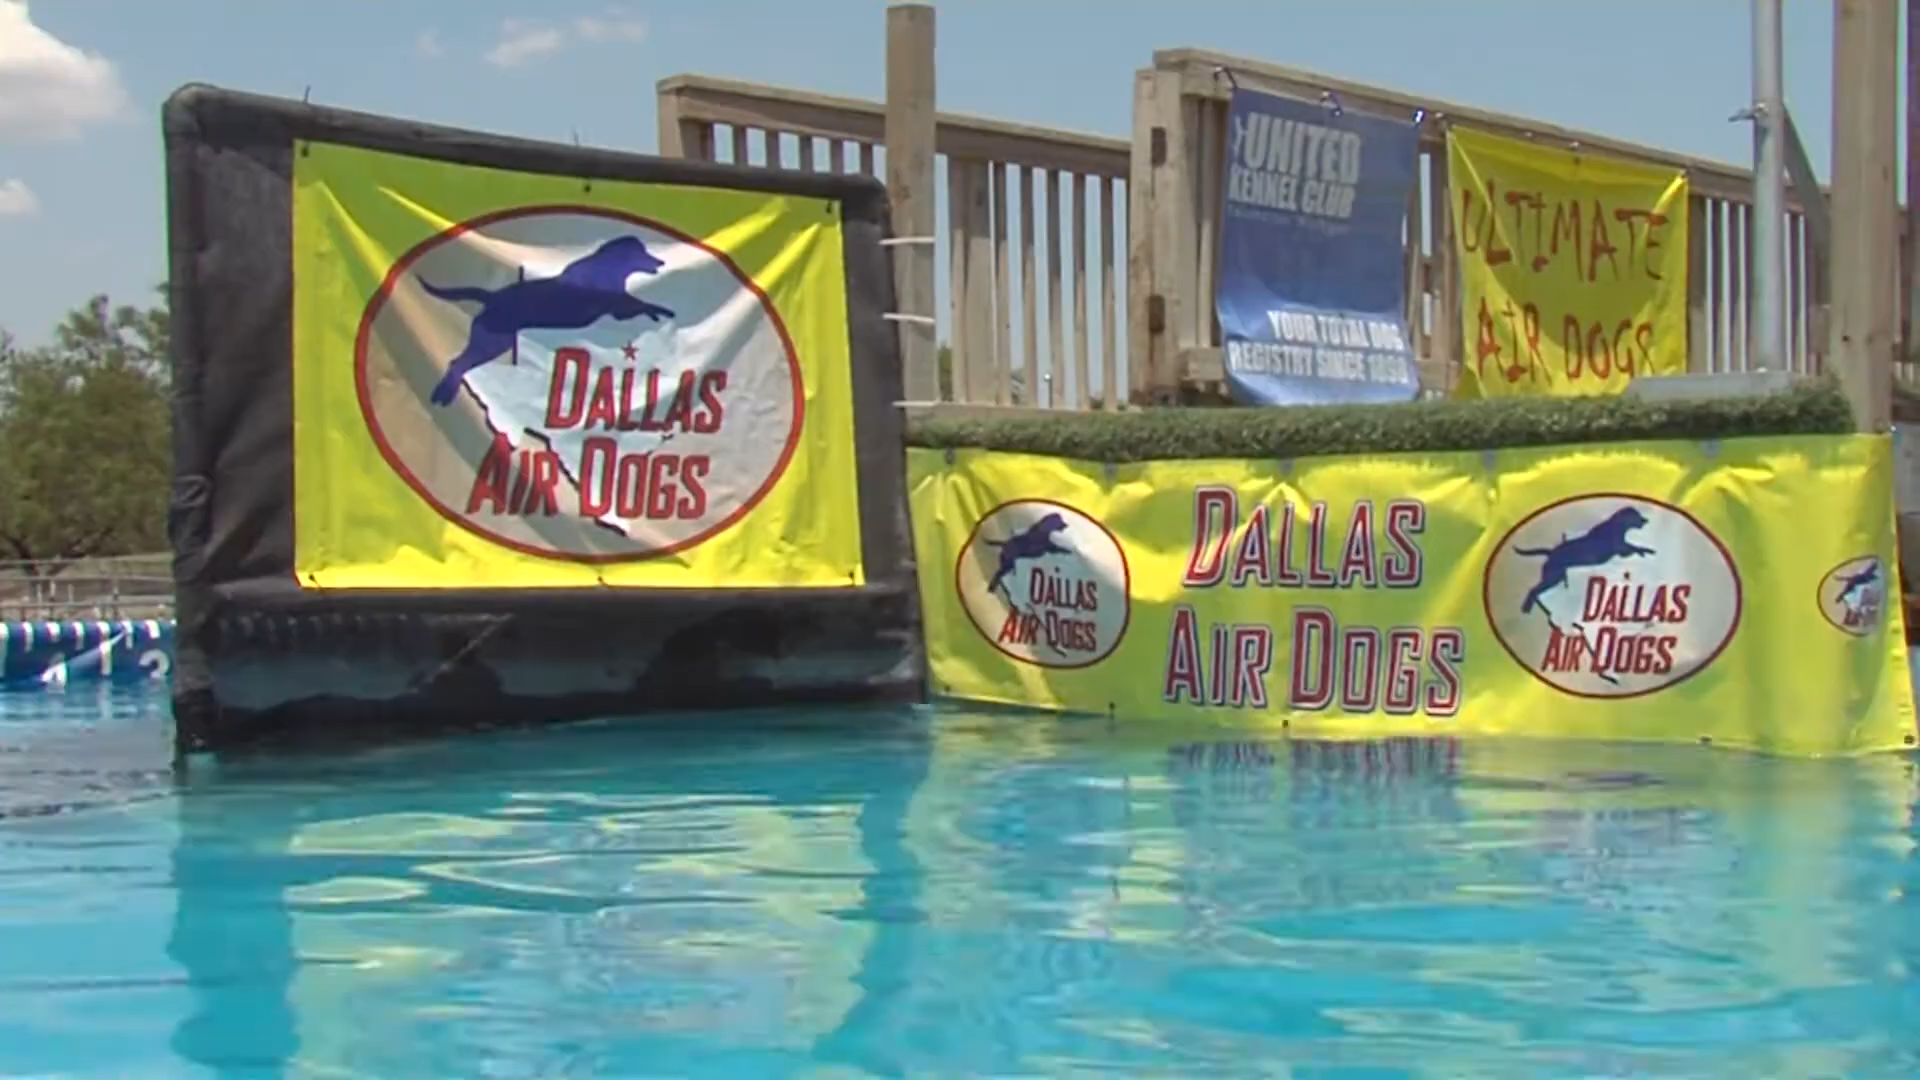 DALLAS
AIR DOGS
UNITED
KENNEL CLUB
YOUR TOTAL DOG
REGISTRY SINCE 1898
ULTIMATE
AIR DOGS
DALLAS
AIR DOGS
DALLAS
AIR DOGS
DALLAS
AIR DOGS